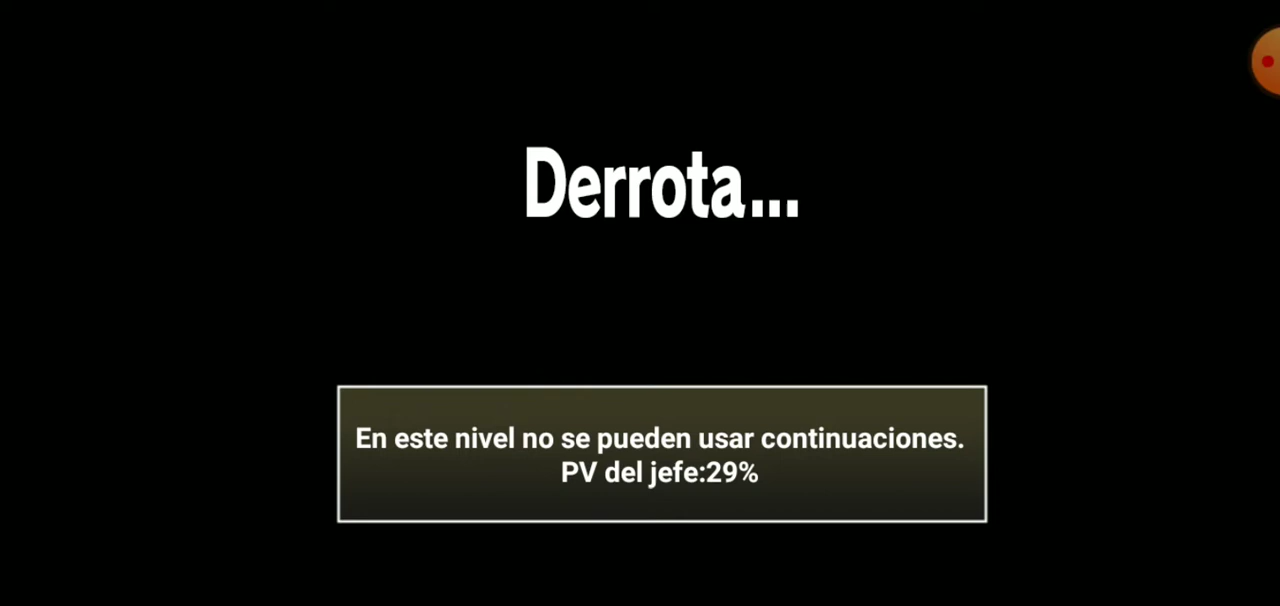 Derrota...
En este nivel no se pueden usar continuaciones.
PV del jefe:29%